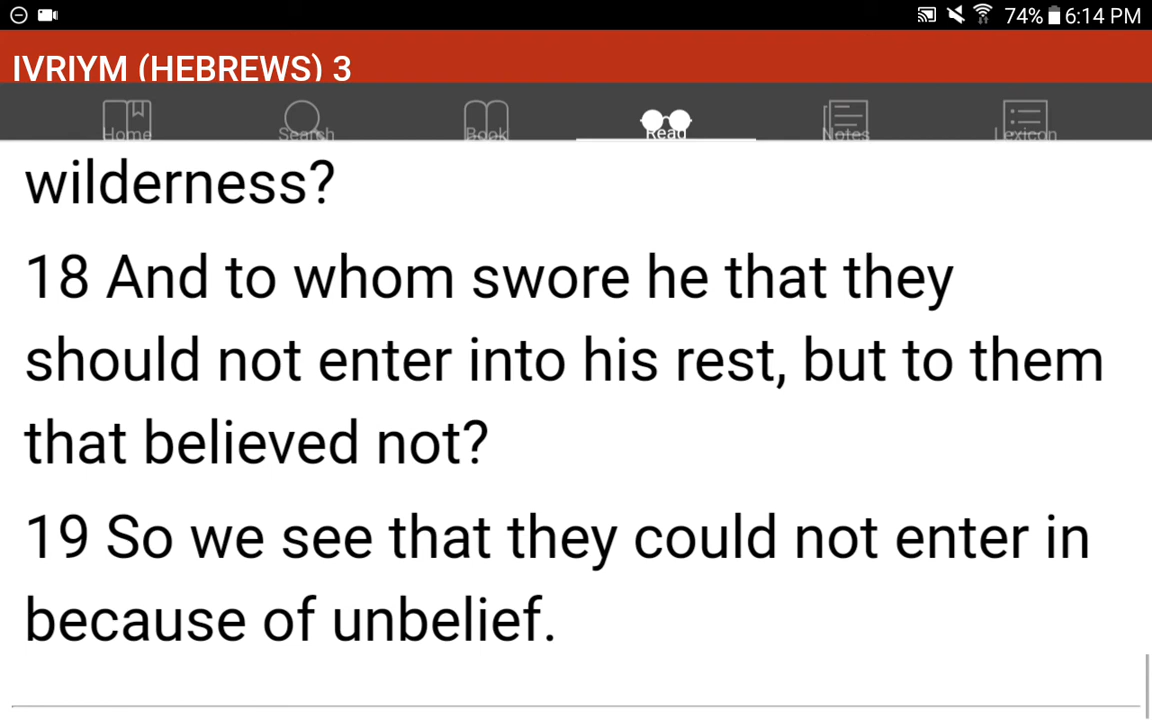 74% 6:14 PM
IVRIYM (HEBREWS) 3
Home Search Book Read Notes Lexicon
wilderness?
18 And to whom swore he that they
should not enter into his rest, but to them
that believed not?
19 So we see that they could not enter in
because of unbelief.